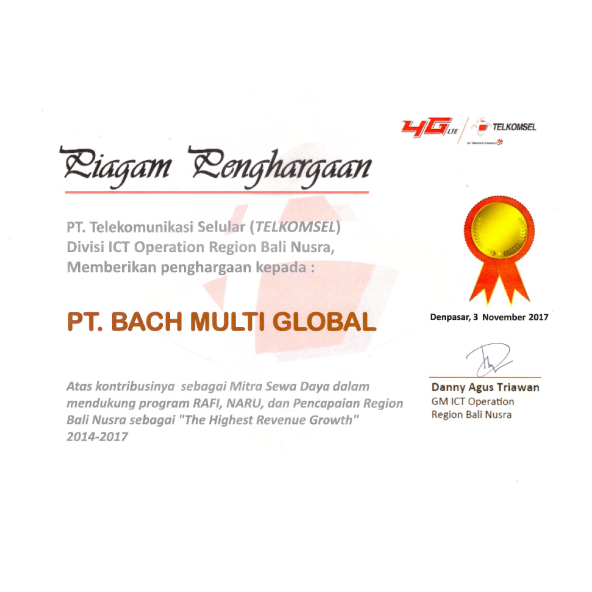 4G LTE TELKOMSEL
Piagam Penghargaan
PT. Telekomunikasi Selular (TELKOMSEL)
Divisi ICT Operation Region Bali Nusra,
Memberikan penghargaan kepada :
PT. BACH MULTI GLOBAL
Denpasar, 3 November 2017
Atas kontribusinya sebagai Mitra Sewa Daya dalam
mendukung program RAFI, NARU, dan Pencapaian Region
Bali Nusra sebagai "The Highest Revenue Growth"
2014-2017
Danny Agus Triawan
GM ICT Operation
Region Bali Nusra